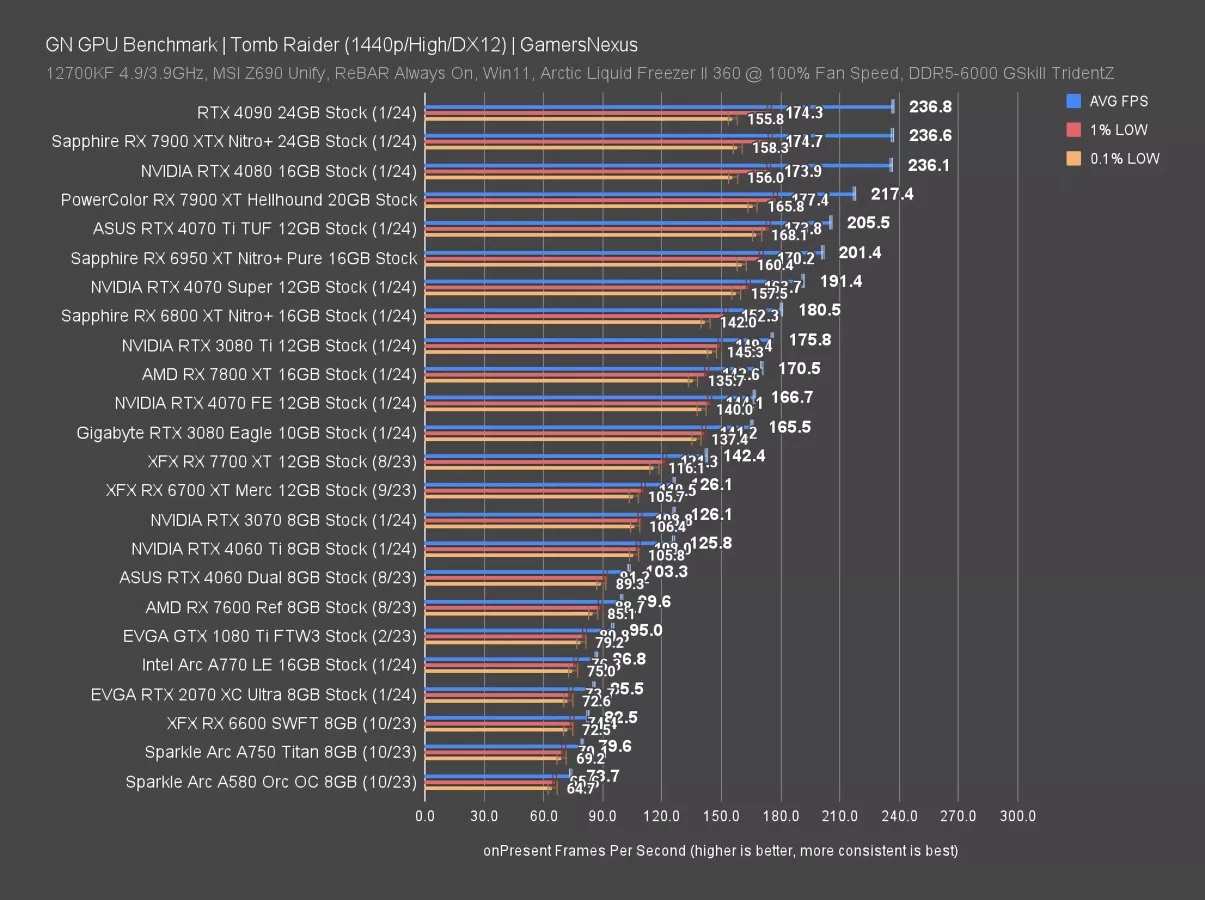 GN GPU Benchmark | Tomb Raider (1440p/High/DX12) | GamersNexus
12700KF 4.9/3.9GHz, MSI Z690 Unify, ReBAR Always On, Win11, Arctic Liquid Freezer II 360 @ 100% Fan Speed, DDR5-6000 GSkill TridentZ
AVG FPS
1% LOW
0.1% LOW
RTX 4090 24GB Stock (1/24) 236.8 174.3 155.8
Sapphire RX 7900 XTX Nitro+ 24GB Stock (1/24) 236.6 174.7 158.3
NVIDIA RTX 4080 16GB Stock (1/24) 236.1 173.9 156.0
PowerColor RX 7900 XT Hellhound 20GB Stock 217.4 177.4 165.8
ASUS RTX 4070 Ti TUF 12GB Stock (1/24) 205.5 168.1
Sapphire RX 6950 XT Nitro+ Pure 16GB Stock 201.4 170.2 160.4
NVIDIA RTX 4070 Super 12GB Stock (1/24) 191.4 157.5
Sapphire RX 6800 XT Nitro+ 16GB Stock (1/24) 180.5 152.3 142.0
NVIDIA RTX 3080 Ti 12GB Stock (1/24) 175.8 145.3
AMD RX 7800 XT 16GB Stock (1/24) 170.5 135.7
NVIDIA RTX 4070 FE 12GB Stock (1/24) 166.7 140.0
Gigabyte RTX 3080 Eagle 10GB Stock (1/24) 165.5 141.2 137.4
XFX RX 7700 XT 12GB Stock (8/23) 142.4 116.1
XFX RX 6700 XT Merc 12GB Stock (9/23) 126.1 105.7
NVIDIA RTX 3070 8GB Stock (1/24) 126.1 106.4
NVIDIA RTX 4060 Ti 8GB Stock (1/24) 125.8 105.8
ASUS RTX 4060 Dual 8GB Stock (8/23) 103.3 89.3
AMD RX 7600 Ref 8GB Stock (8/23) 99.6 85.1
EVGA GTX 1080 Ti FTW3 Stock (2/23) 95.0 79.2
Intel Arc A770 LE 16GB Stock (1/24) 86.8 75.0
EVGA RTX 2070 XC Ultra 8GB Stock (1/24) 85.5 72.6
XFX RX 6600 SWFT 8GB (10/23) 82.5 72.5
Sparkle Arc A750 Titan 8GB (10/23) 79.6 69.2
Sparkle Arc A580 Orc OC 8GB (10/23) 73.7 64.7
0.0 30.0 60.0 90.0 120.0 150.0 180.0 210.0 240.0 270.0 300.0
onPresent Frames Per Second (higher is better, more consistent is best)